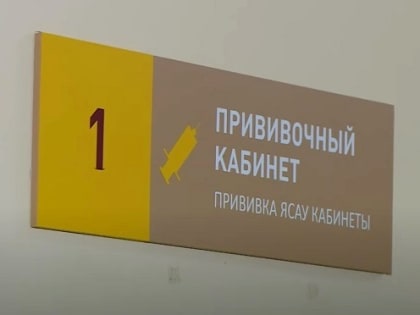 1
ПРИВИВОЧНЫЙ
КАБИНЕТ
ПРИВИВКА ЯСАУ КАБИНЕТЫ